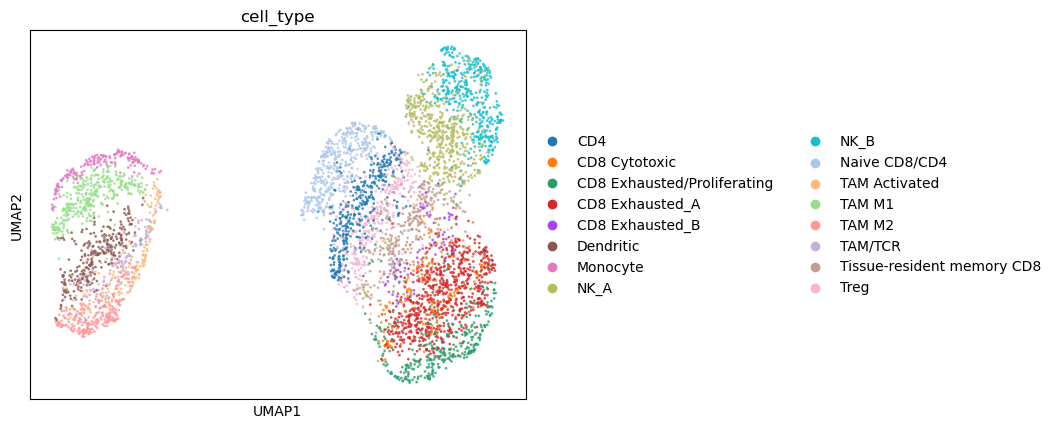 cell_type
UMAP2
UMAP1
CD4
CD8 Cytotoxic
CD8 Exhausted/Proliferating
CD8 Exhausted_A
CD8 Exhausted_B
Dendritic
Monocyte
NK_A
NK_B
Naive CD8/CD4
TAM Activated
TAM M1
TAM M2
TAM/TCR
Tissue-resident memory CD8
Treg